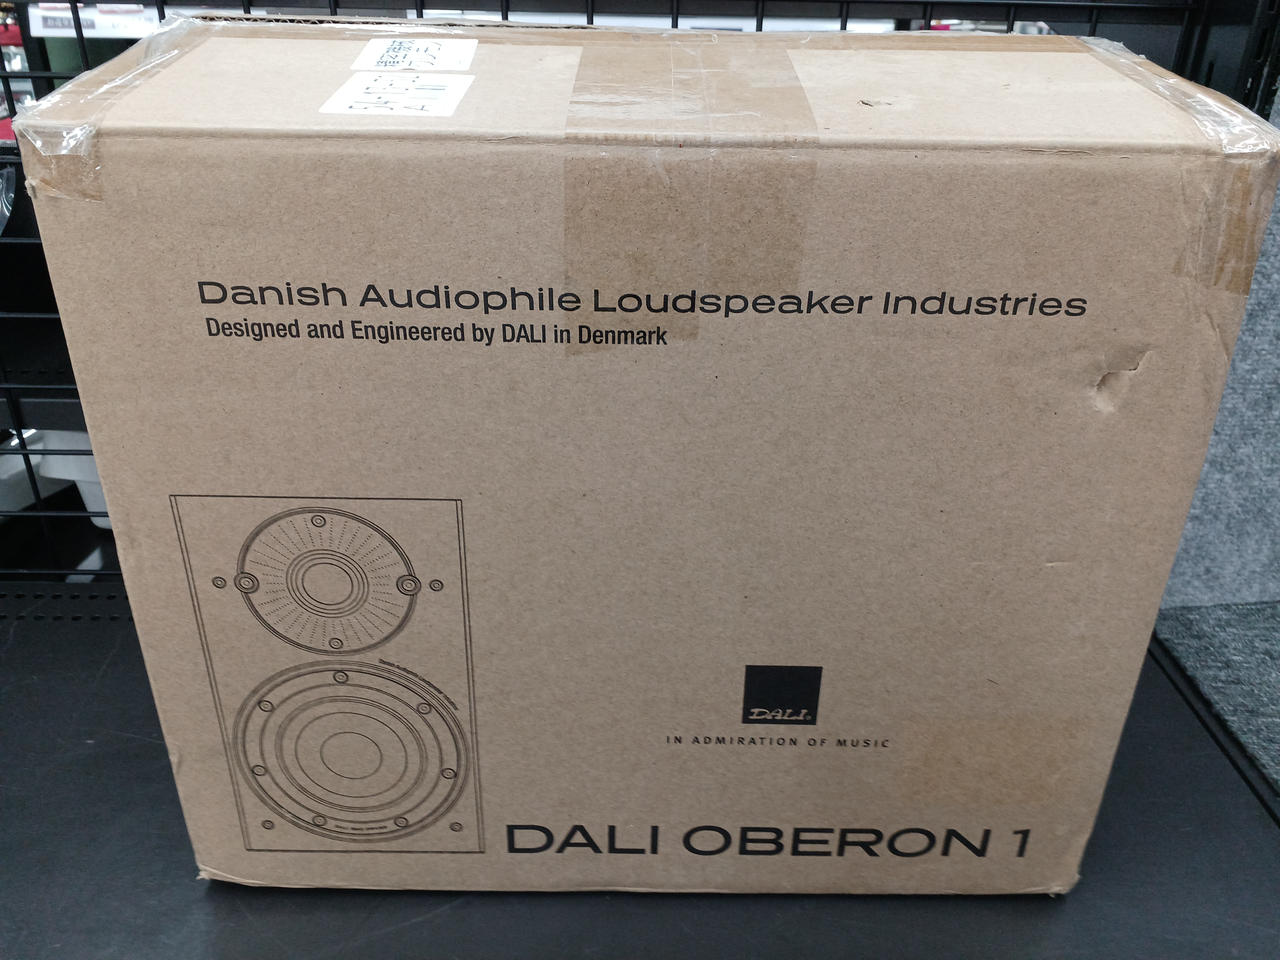 Danish Audiophile Loudspeaker Industries
Designed and Engineered by DALI in Denmark
DALI
IN ADMIRATION OF MUSIC
DALI OBERON 1